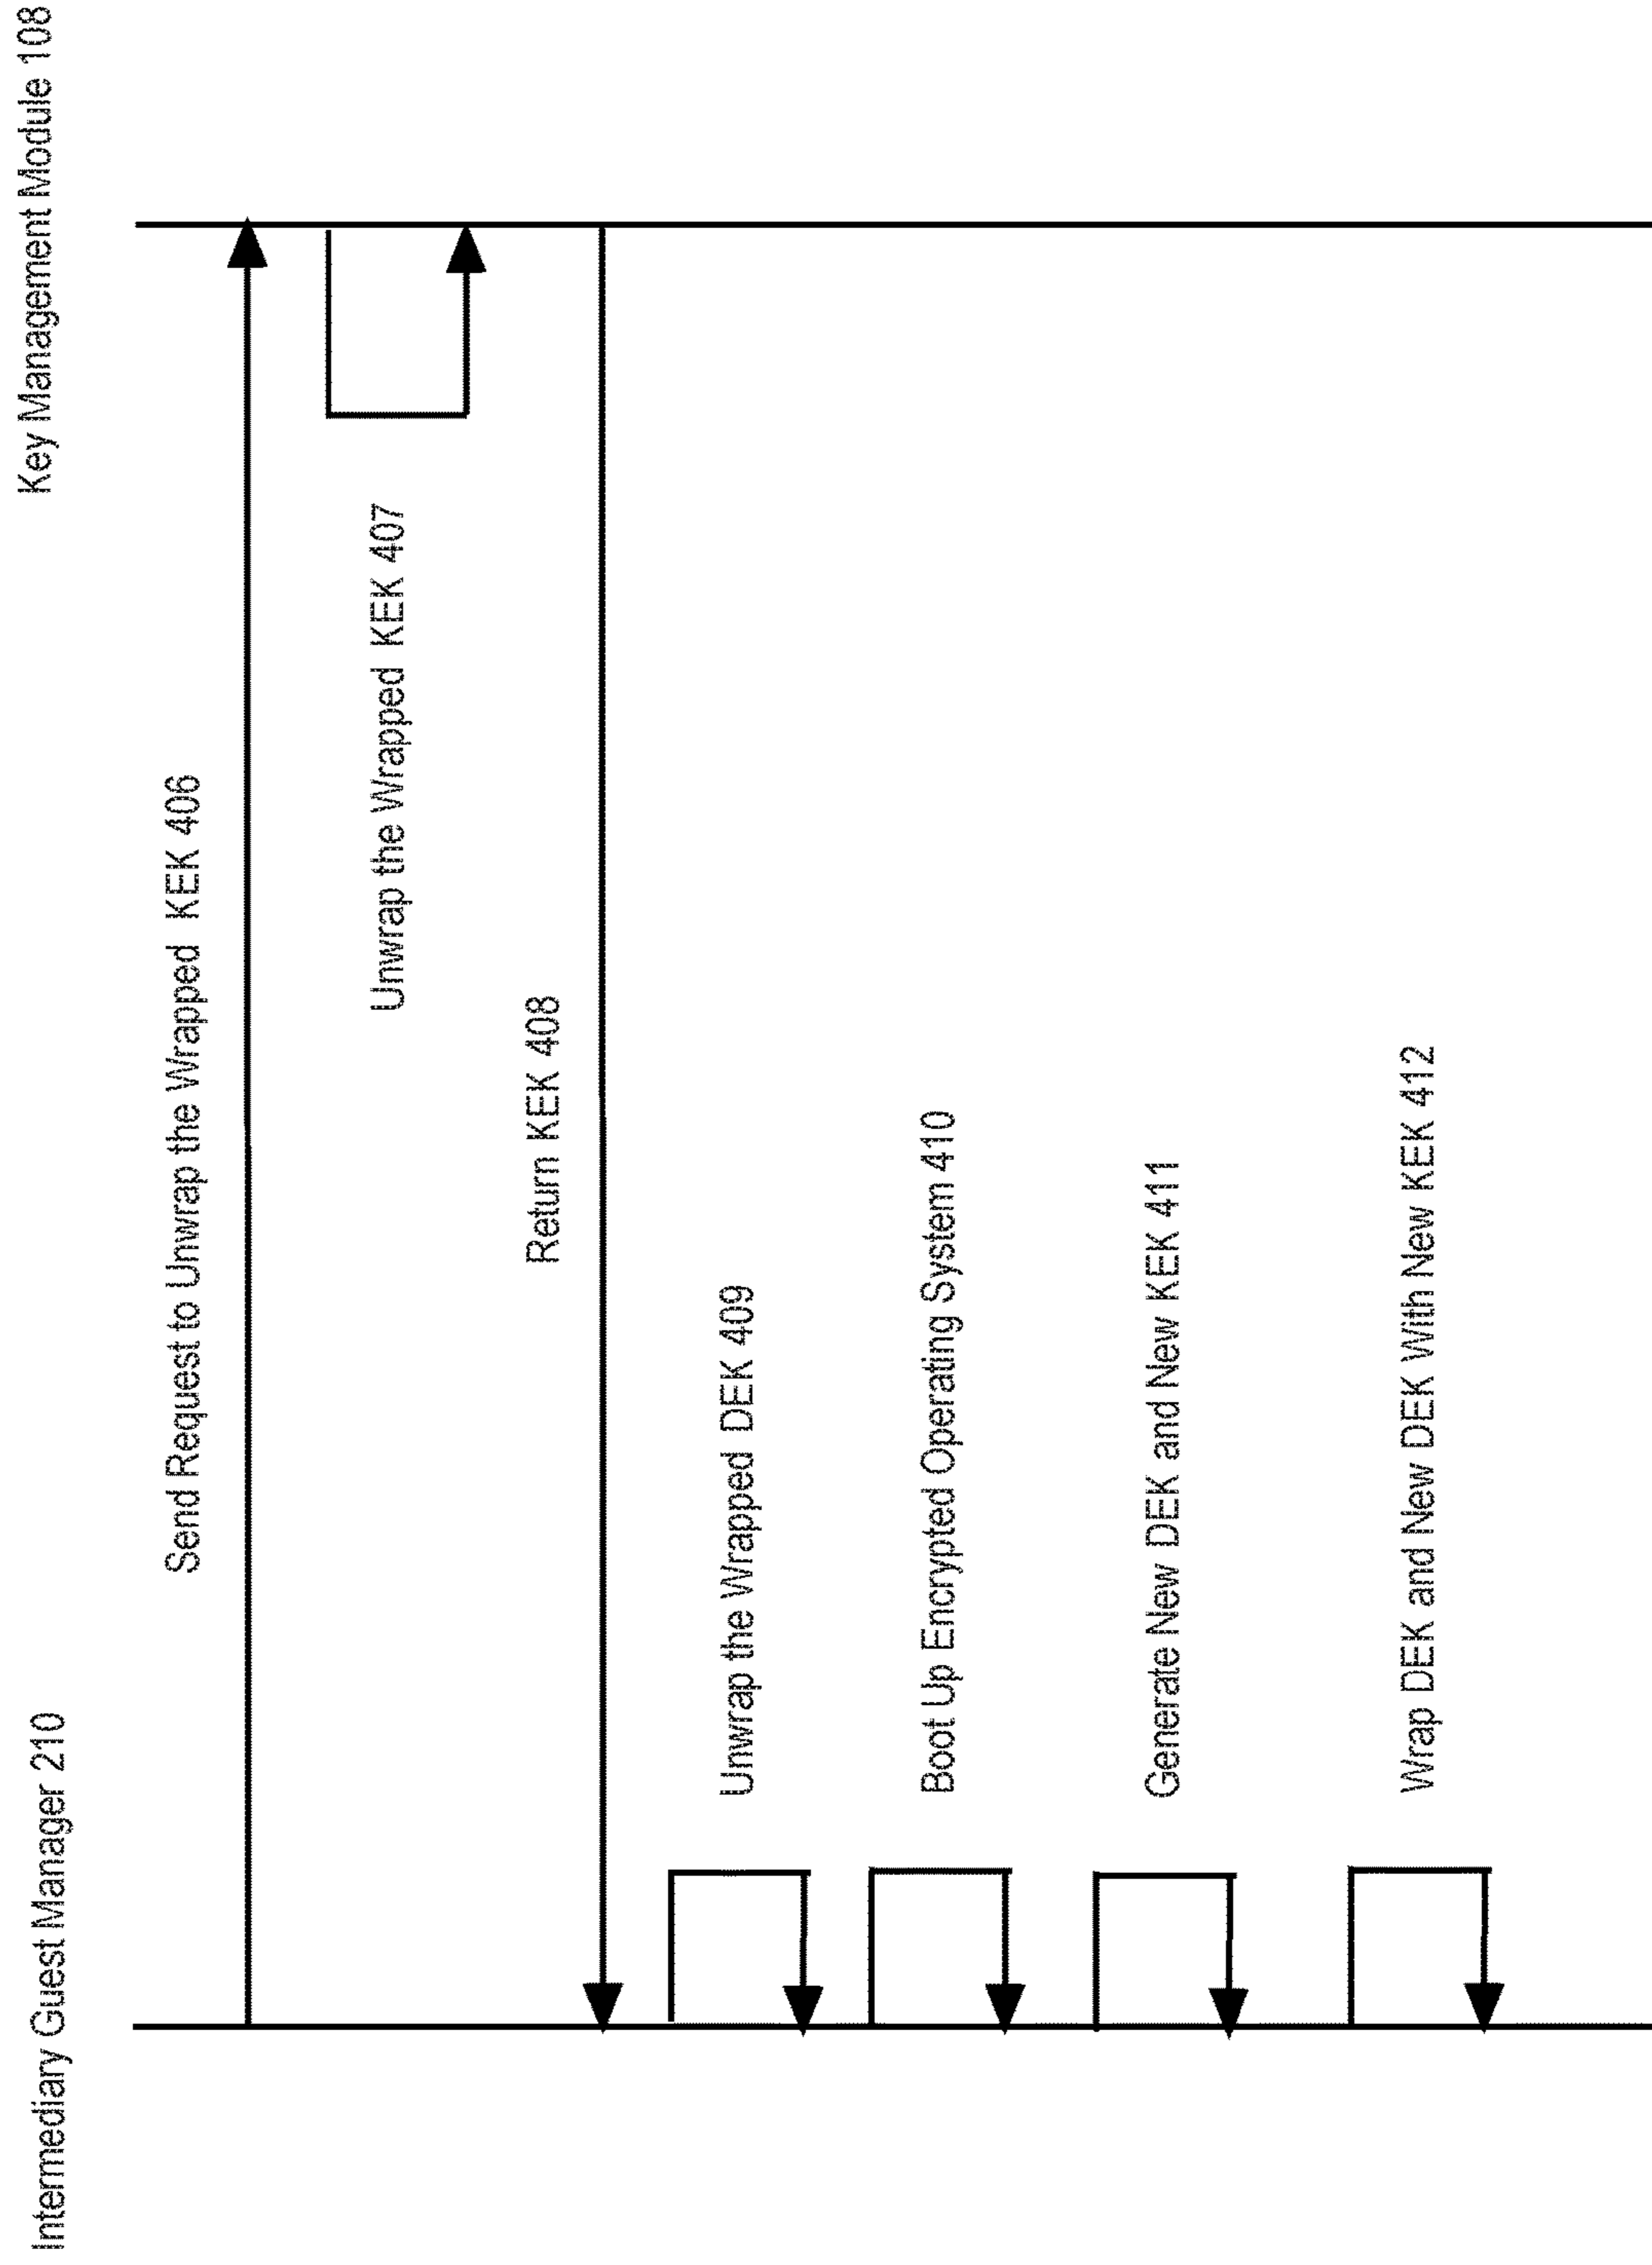 Intermediary Guest Manager 210
Key Management Module 108
Send Request to Unwrap the Wrapped KEK 406
Unwrap the Wrapped KEK 407
Return KEK 408
Unwrap the Wrapped DEK 409
Boot Up Encrypted Operating System 410
Generate New DEK and New KEK 411
Wrap DEK and New DEK With New KEK 412